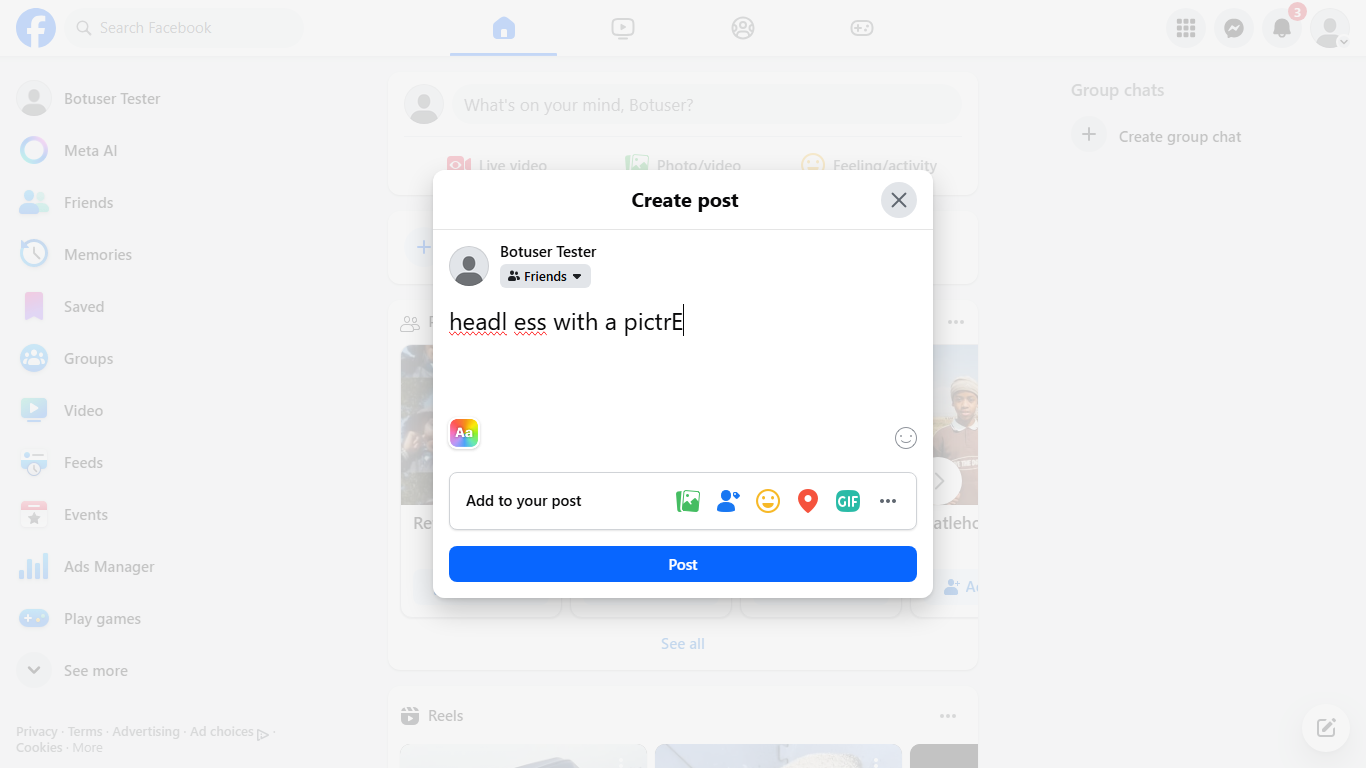 Search Facebook
3
Botuser Tester
Meta AI
Friends
Memories
Saved
Groups
Video
Feeds
Events
Ads Manager
Play games
See more
Privacy · Terms · Advertising · Ad choices ·
Cookies · More
What's on your mind, Botuser?
Live video
Photo/video
Feeling/activity
Create post
Botuser Tester
Friends
headl ess with a pictrE
Aa
Add to your post
GIF
Post
See all
Reels
Group chats
Create group chat